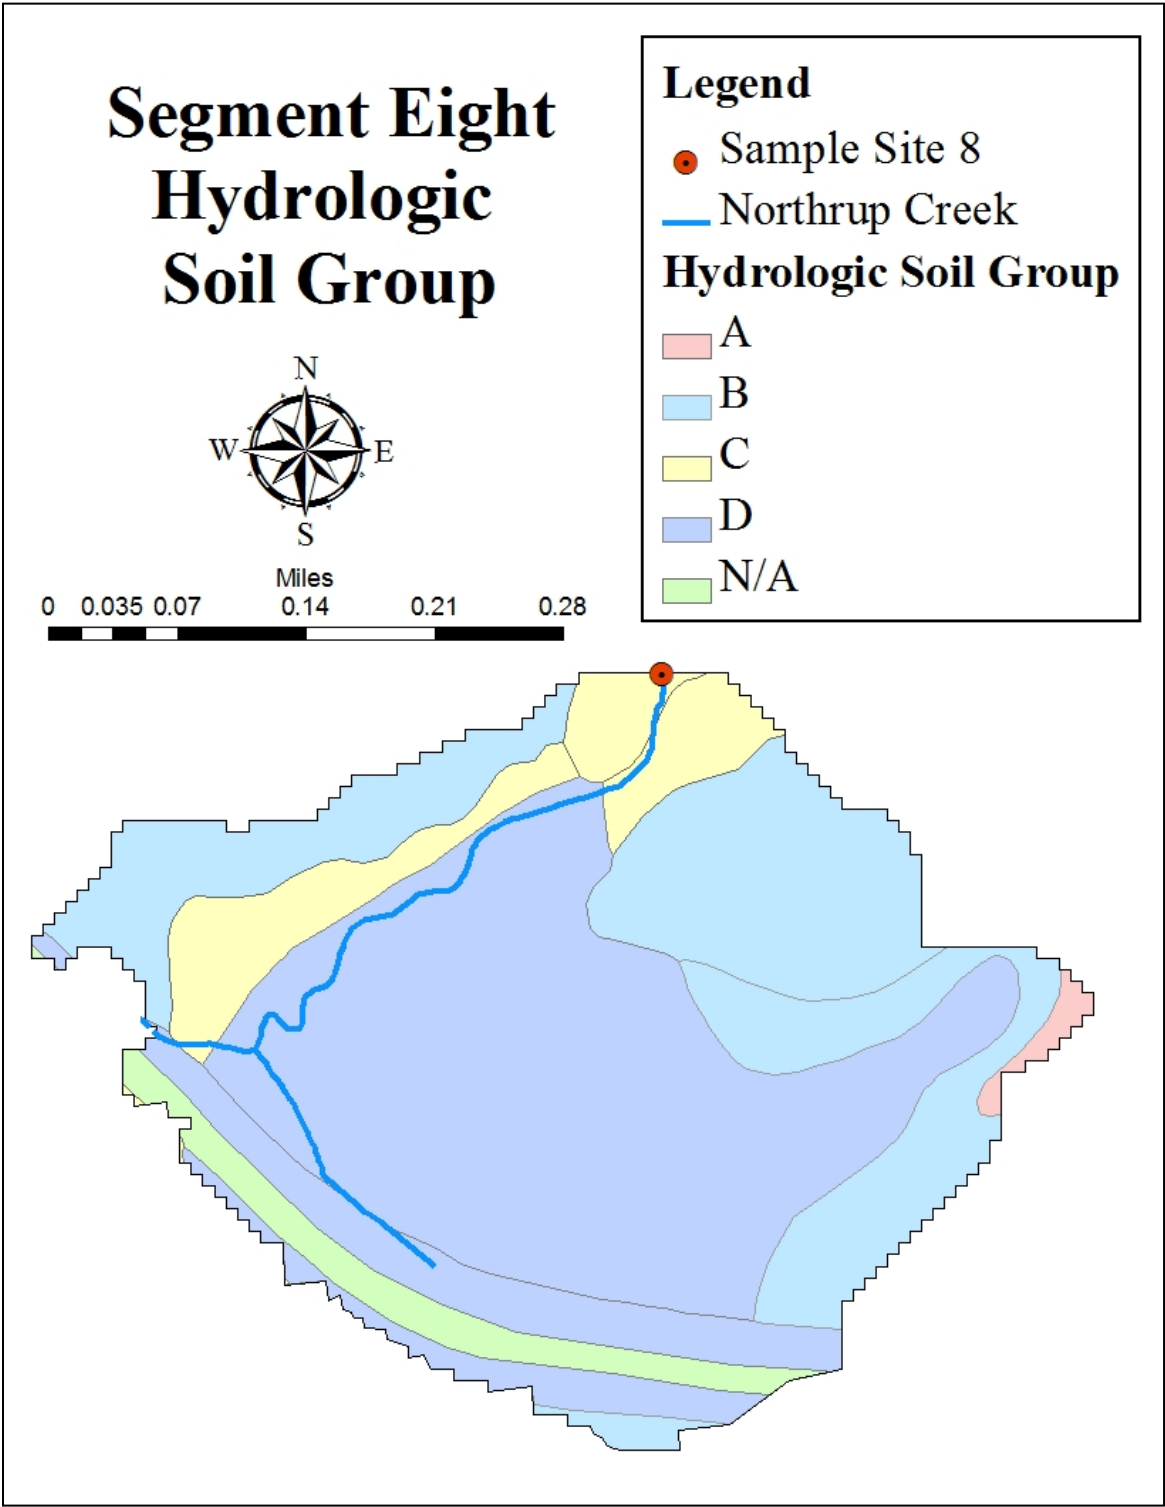 Segment Eight
Hydrologic
Soil Group
N
W E
S
Miles
0 0.035 0.07 0.14 0.21 0.28
Legend
Sample Site 8
Northrup Creek
Hydrologic Soil Group
A
B
C
D
N/A